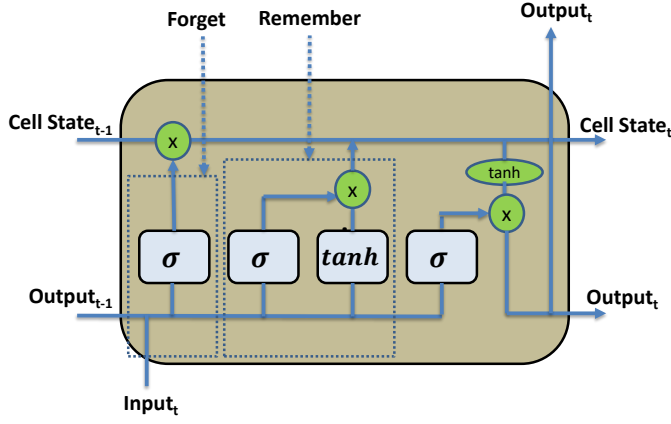 Output_t
Forget
Remember
Cell State_t-1
x
Cell State_t
tanh
x
x
σ
σ
tanh
σ
Output_t-1
Output_t
Input_t